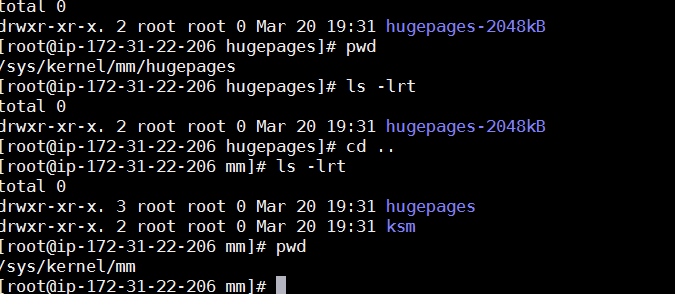 total 0
drwxr-xr-x. 2 root root 0 Mar 20 19:31 hugepages-2048kB
[root@ip-172-31-22-206 hugepages]# pwd
/sys/kernel/mm/hugepages
[root@ip-172-31-22-206 hugepages]# ls -lrt
total 0
drwxr-xr-x. 2 root root 0 Mar 20 19:31 hugepages-2048kB
[root@ip-172-31-22-206 hugepages]# cd ..
[root@ip-172-31-22-206 mm]# ls -lrt
total 0
drwxr-xr-x. 3 root root 0 Mar 20 19:31 hugepages
drwxr-xr-x. 2 root root 0 Mar 20 19:31 ksm
[root@ip-172-31-22-206 mm]# pwd
/sys/kernel/mm
[root@ip-172-31-22-206 mm]#